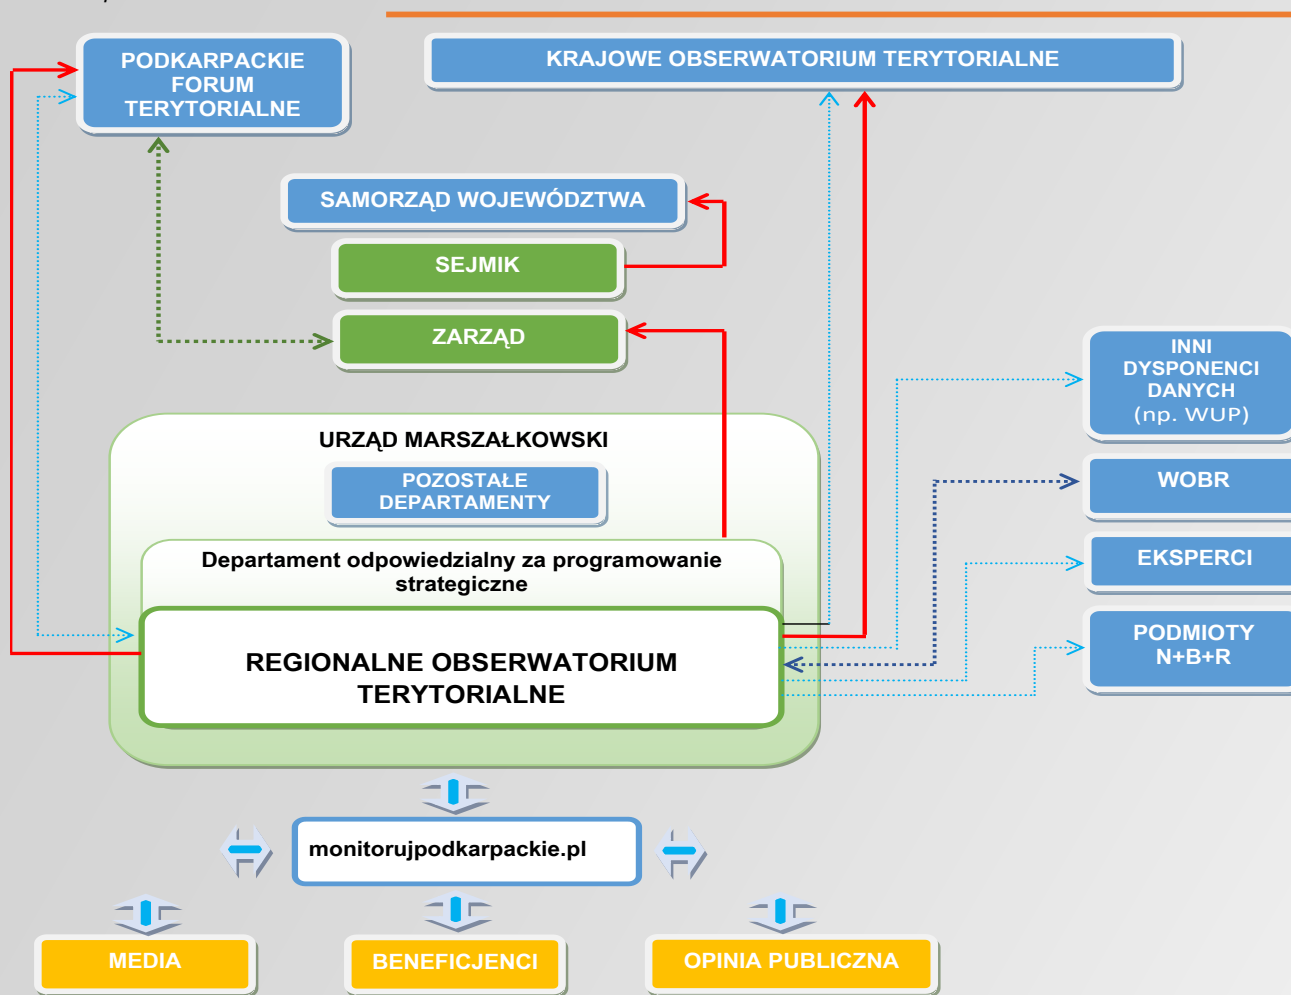 PODKARPACKIE
FORUM
TERYTORIALNE
KRAJOWE OBSERWATORIUM TERYTORIALNE
SAMORZĄD WOJEWÓDZTWA
SEJMIK
ZARZĄD
INNI
DYSPONENCI
DANYCH
(np. WUP)
URZĄD MARSZAŁKOWSKI
POZOSTAŁE
DEPARTAMENTY
WOBR
Departament odpowiedzialny za programowanie
strategiczne
EKSPERCI
PODMIOTY
N+B+R
REGIONALNE OBSERWATORIUM
TERYTORIALNE
monitorujpodkarpackie.pl
MEDIA
BENEFICJENCI
OPINIA PUBLICZNA